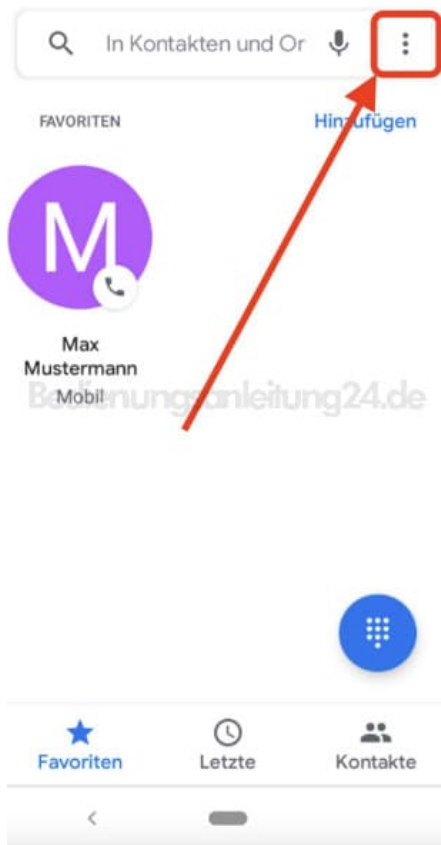 In Kontakten und Or
FAVORITEN
Hinzufügen
M
Max
Mustermann
Mobil
Bedienungsanleitung24.de
Favoriten
Letzte
Kontakte